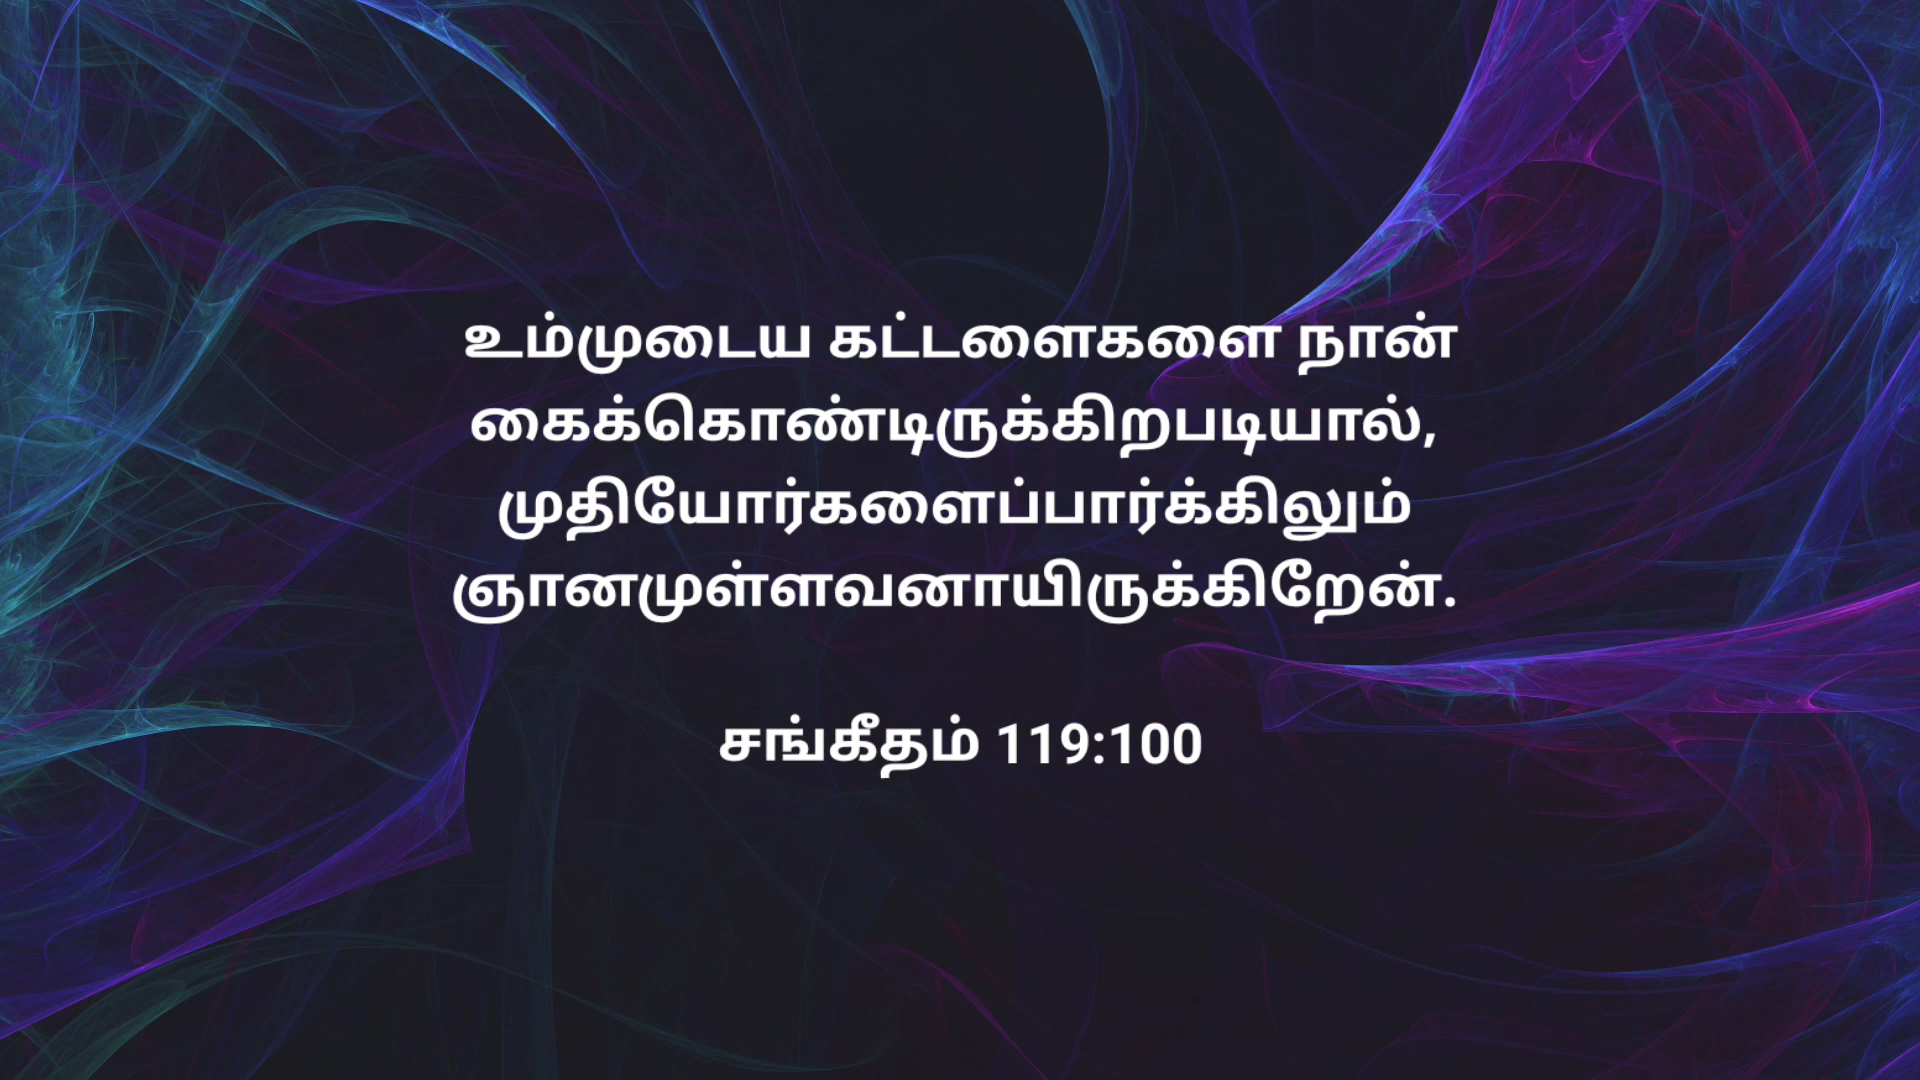 உம்முடைய கட்டளைகளை நான்
கைக்கொண்டிருக்கிறபடியால்,
முதியோர்களைப்பார்க்கிலும்
ஞானமுள்ளவனாயிருக்கிறேன்.
சங்கீதம் 119:100